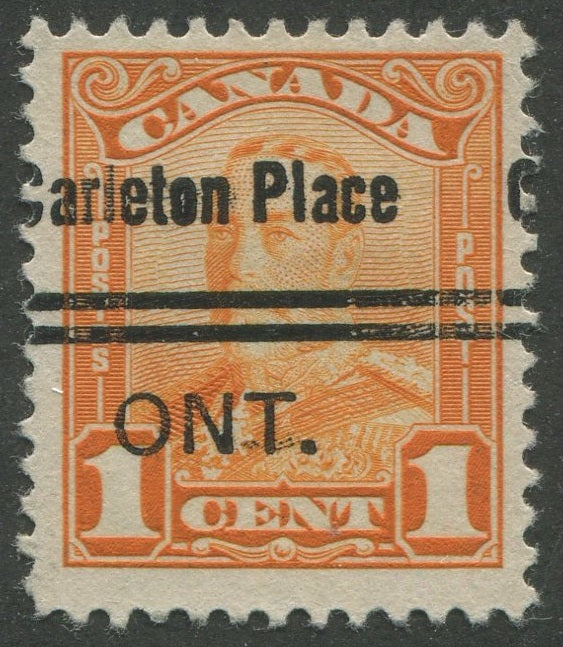 CANADA
Carleton Place C
POSTES POSTES
ONT.
1 CENT 1